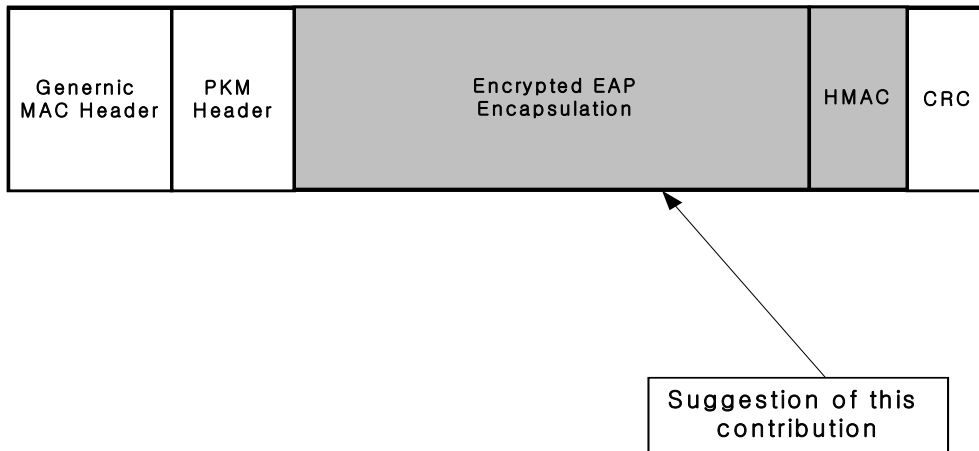 Genernic
MAC Header
PKM
Header
Encrypted EAP
Encapsulation
HMAC
CRC
Suggestion of this
contribution